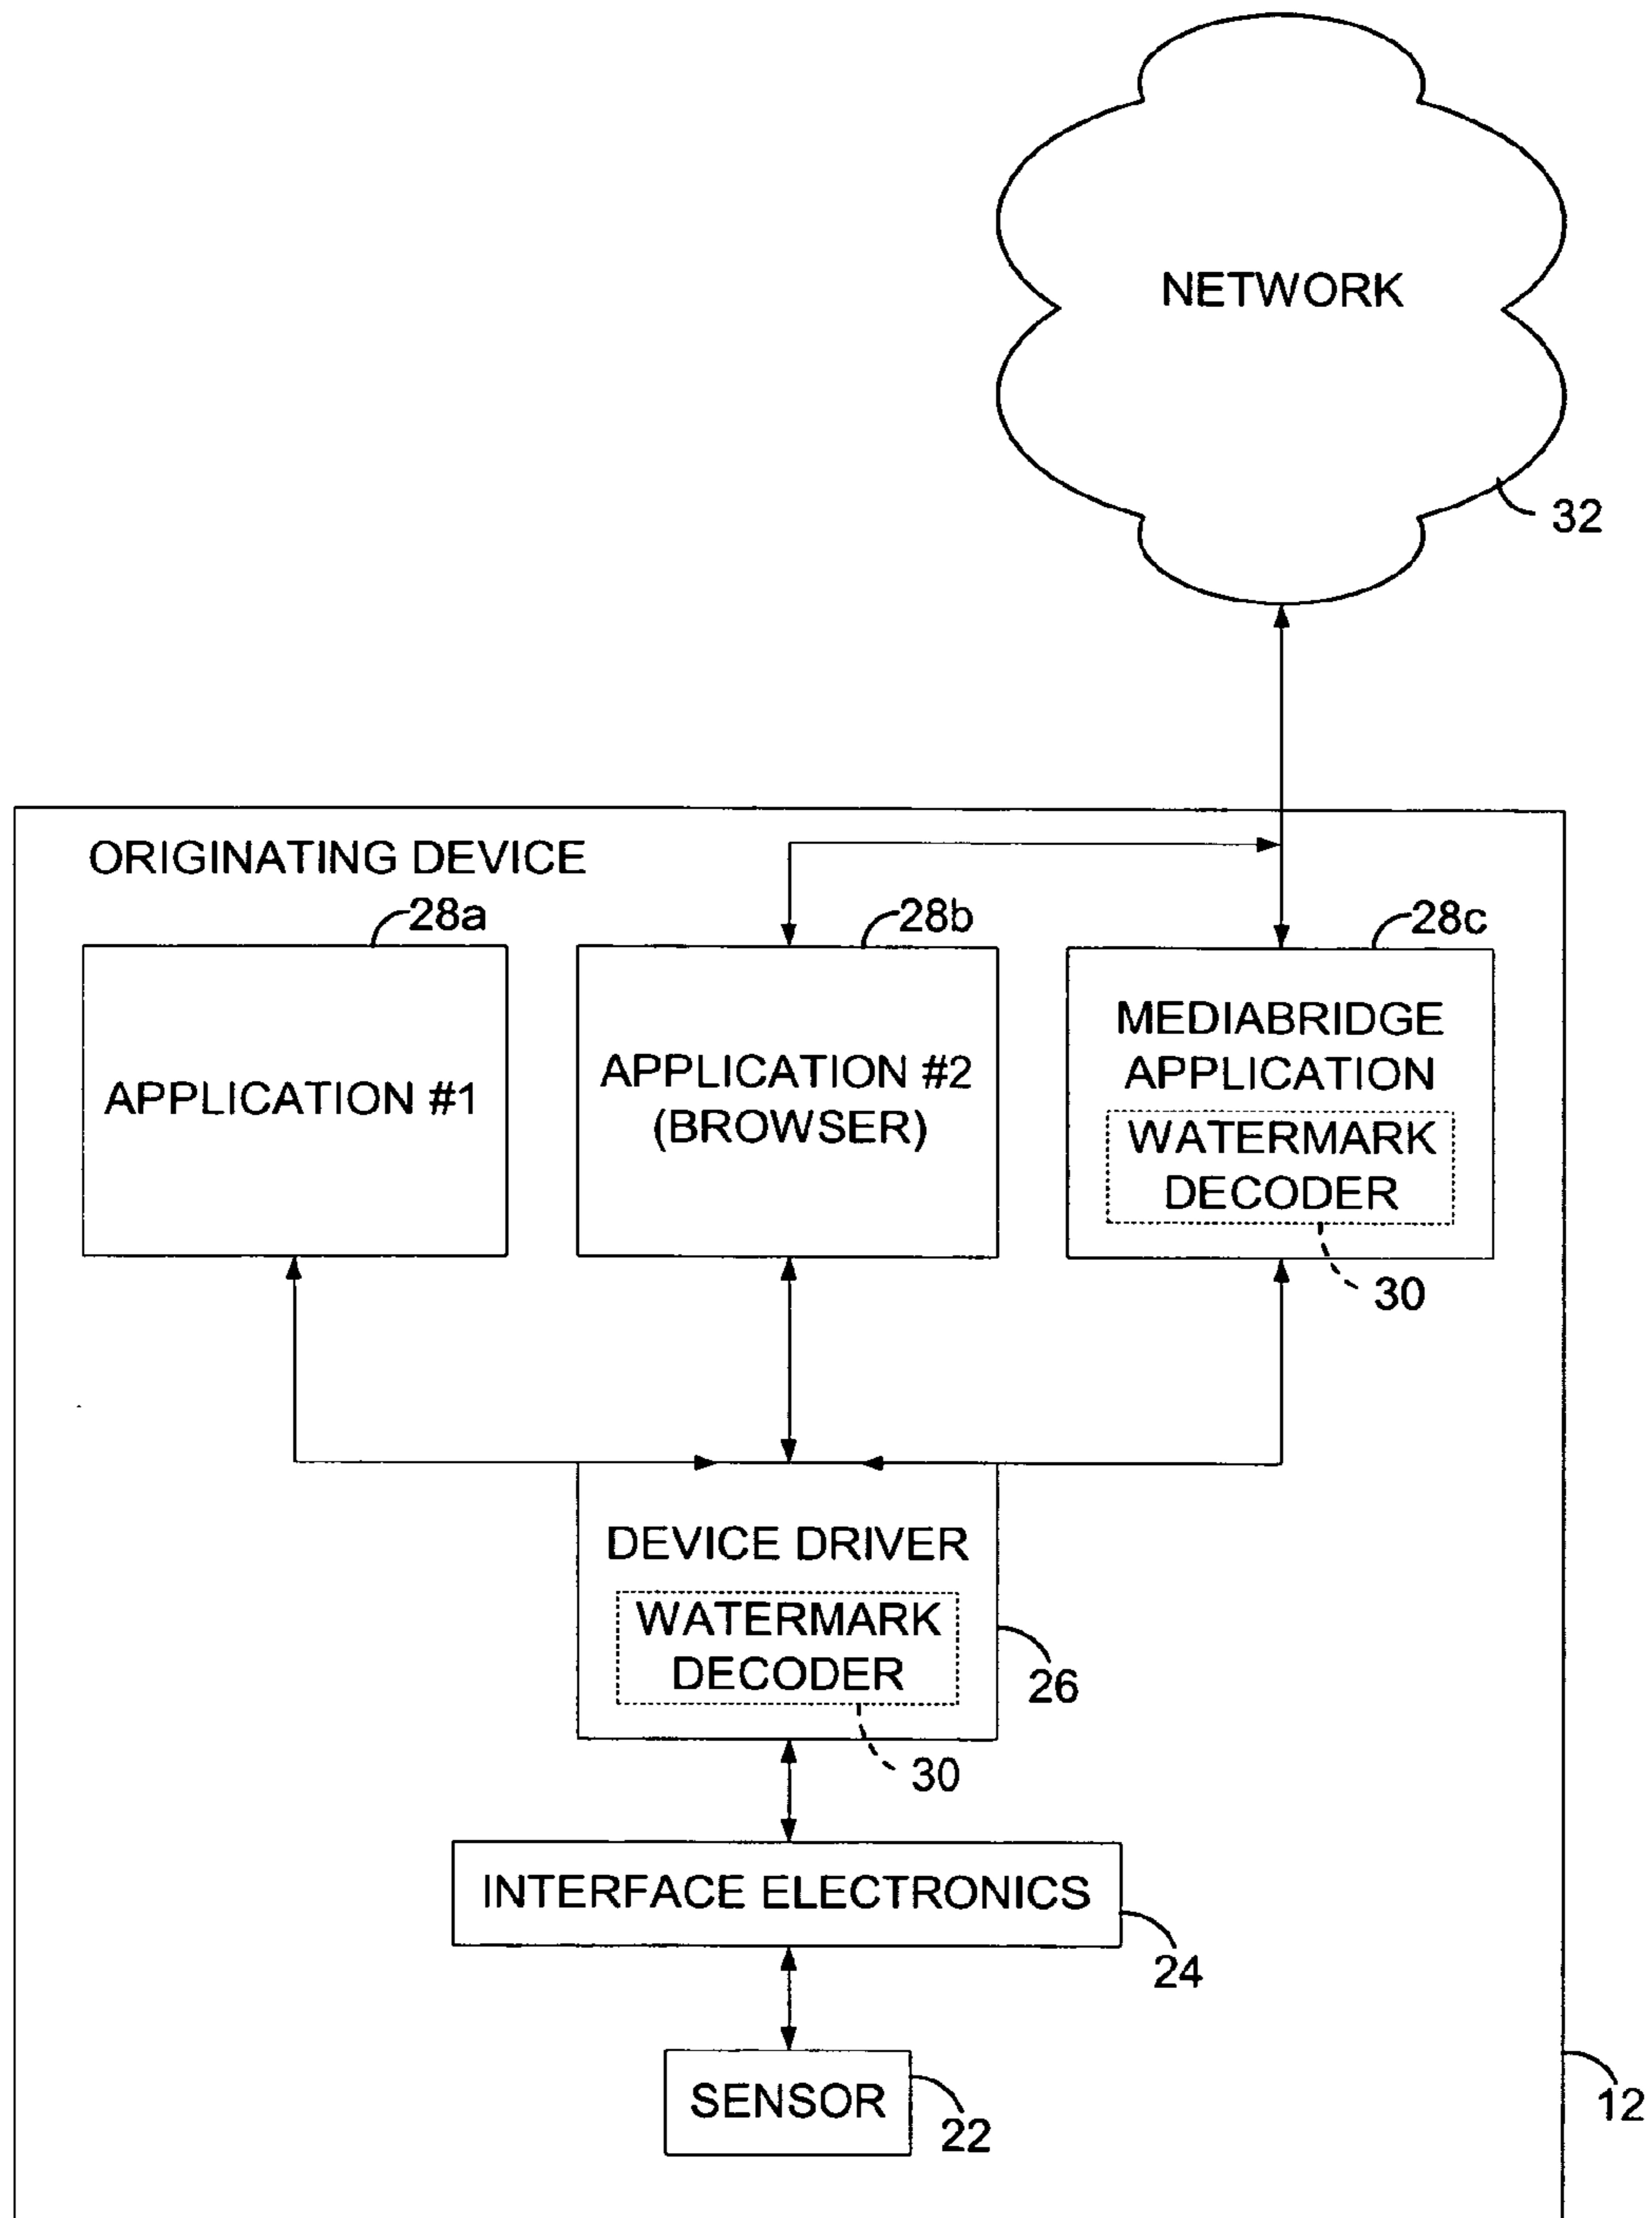 NETWORK
32
ORIGINATING DEVICE
28a
28b
28c
APPLICATION #1
APPLICATION #2
(BROWSER)
MEDIABRIDGE
APPLICATION
WATERMARK
DECODER
30
DEVICE DRIVER
WATERMARK
DECODER
26
30
INTERFACE ELECTRONICS
24
SENSOR
22
12